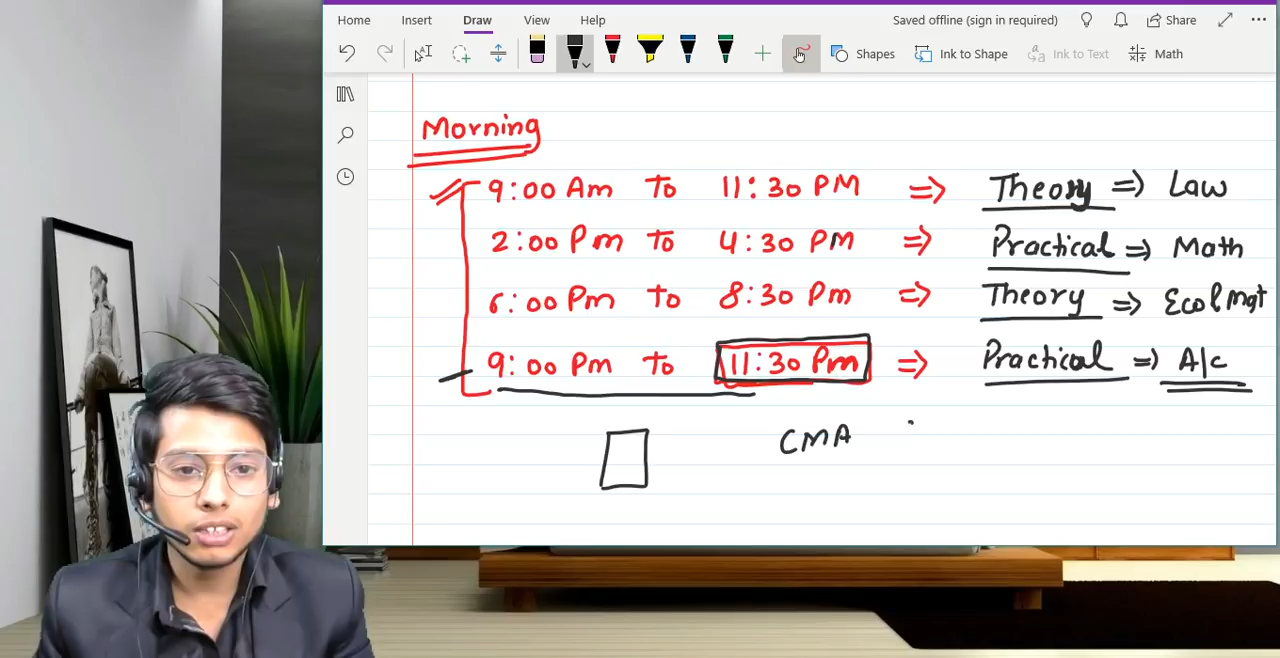 Home Insert Draw View Help Saved offline (sign in required) Share
Shapes Ink to Shape Ink to Text Math
Morning
9:00 Am To 11:30 PM => Theory => Law
2:00 Pm To 4:30 PM => Practical => Math
6:00 Pm To 8:30 Pm => Theory => Eco|Mgt
9:00 Pm To 11:30 Pm => Practical => A/c
CMA